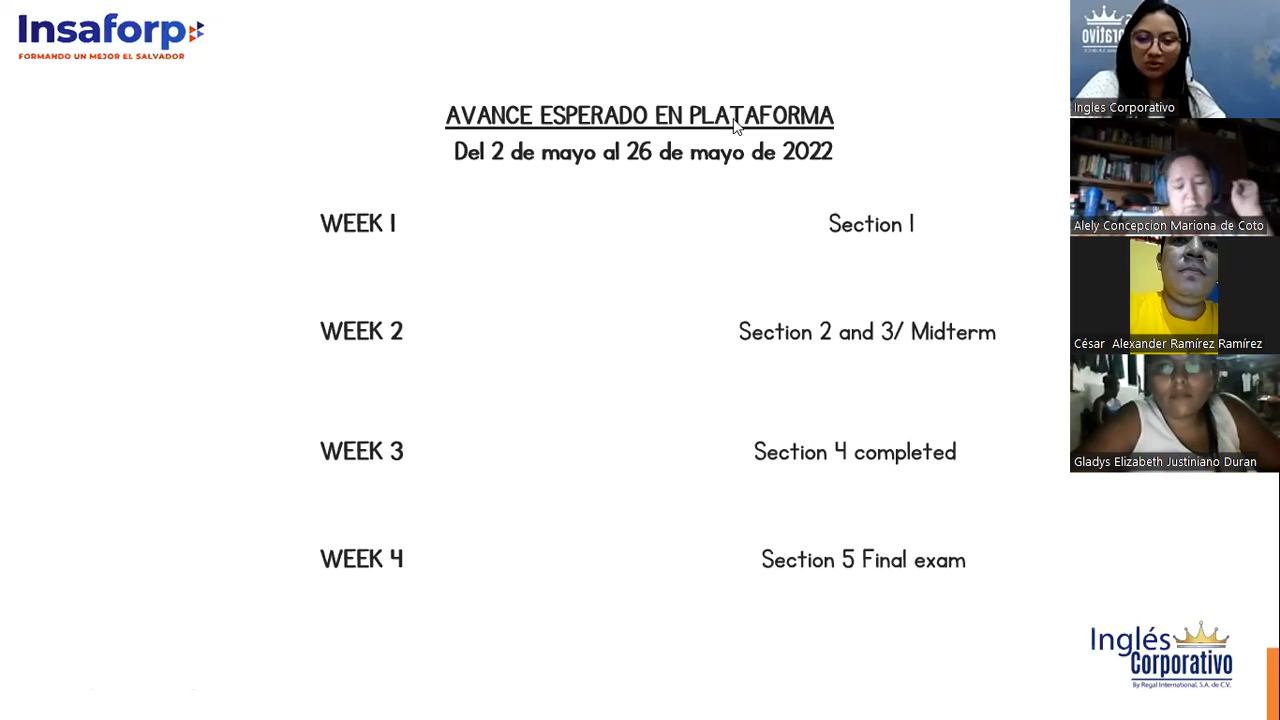 Insaforp
FORMANDO UN MEJOR EL SALVADOR
AVANCE ESPERADO EN PLATAFORMA
Del 2 de mayo al 26 de mayo de 2022
WEEK 1 Section 1
WEEK 2 Section 2 and 3/ Midterm
WEEK 3 Section 4 completed
WEEK 4 Section 5 Final exam
Ingles Corporativo
Alely Concepcion Mariona de Coto
César Alexander Ramírez Ramírez
Gladys Elizabeth Justiniano Duran
Inglés
Corporativo
By Regal International, S.A. de C.V.